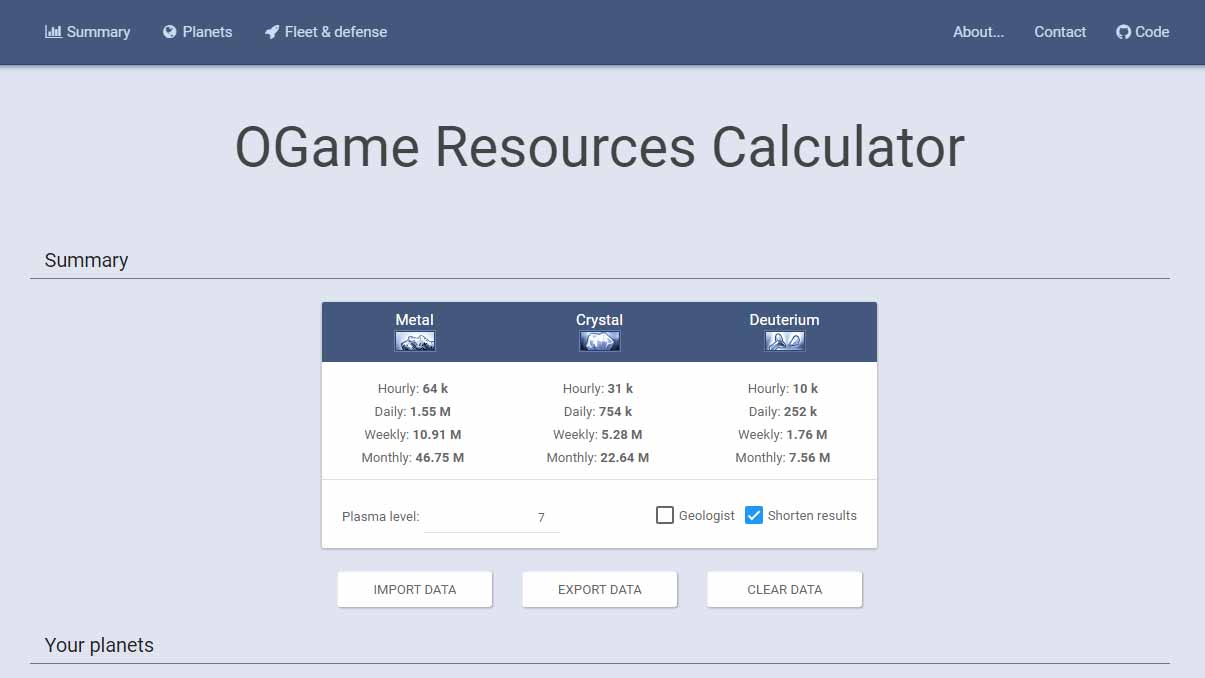 Summary Planets Fleet & defense About... Contact Code
OGame Resources Calculator
Summary
Metal Crystal Deuterium
Hourly: 64 k Hourly: 31 k Hourly: 10 k
Daily: 1.55 M Daily: 754 k Daily: 252 k
Weekly: 10.91 M Weekly: 5.28 M Weekly: 1.76 M
Monthly: 46.75 M Monthly: 22.64 M Monthly: 7.56 M
Plasma level: 7 Geologist Shorten results
IMPORT DATA EXPORT DATA CLEAR DATA
Your planets